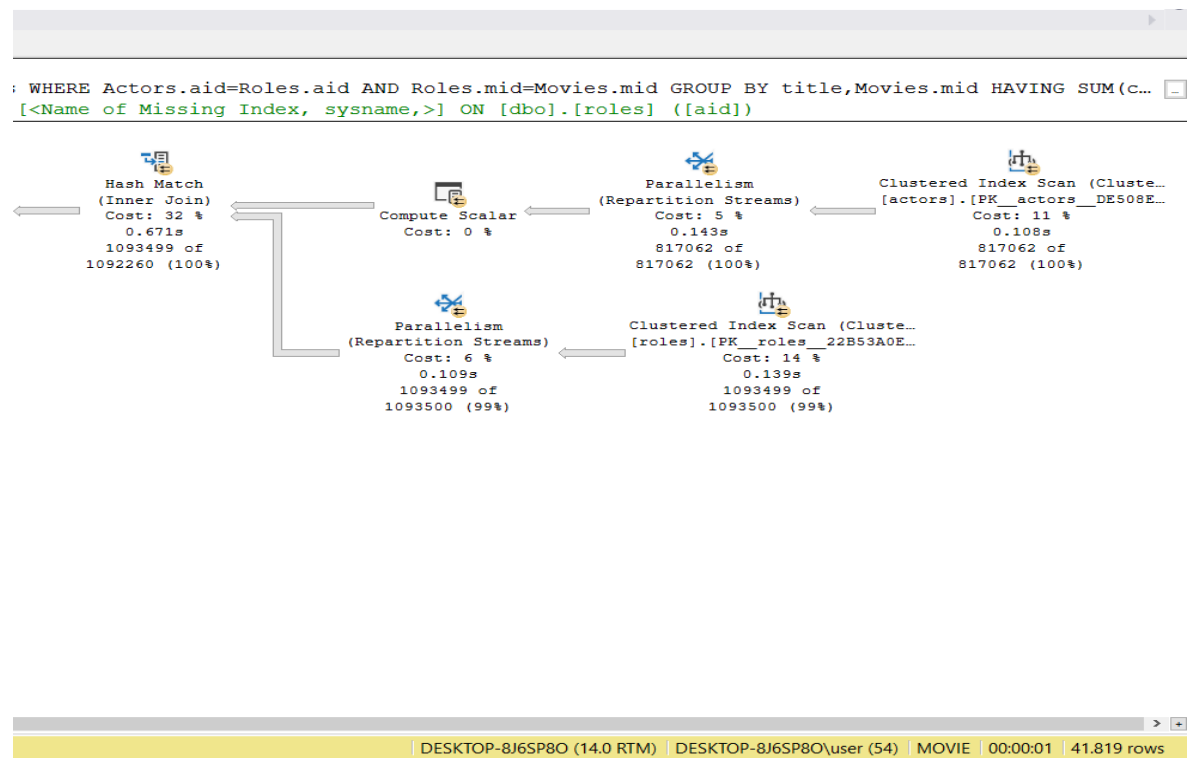 ; WHERE Actors.aid=Roles.aid AND Roles.mid=Movies.mid GROUP BY title,Movies.mid HAVING SUM(c…
[<Name of Missing Index, sysname,>] ON [dbo].[roles] ([aid])
Hash Match
(Inner Join)
Cost: 32 %
0.671s
1093499 of
1092260 (100%)
Compute Scalar
Cost: 0 %
Parallelism
(Repartition Streams)
Cost: 5 %
0.143s
817062 of
817062 (100%)
Clustered Index Scan (Cluste…
[actors].[PK__actors__DE508E…
Cost: 11 %
0.108s
817062 of
817062 (100%)
Parallelism
(Repartition Streams)
Cost: 6 %
0.109s
1093499 of
1093500 (99%)
Clustered Index Scan (Cluste…
[roles].[PK__roles__22B53A0E…
Cost: 14 %
0.139s
1093499 of
1093500 (99%)
DESKTOP-8J6SP8O (14.0 RTM) DESKTOP-8J6SP8O\user (54) MOVIE 00:00:01 41.819 rows